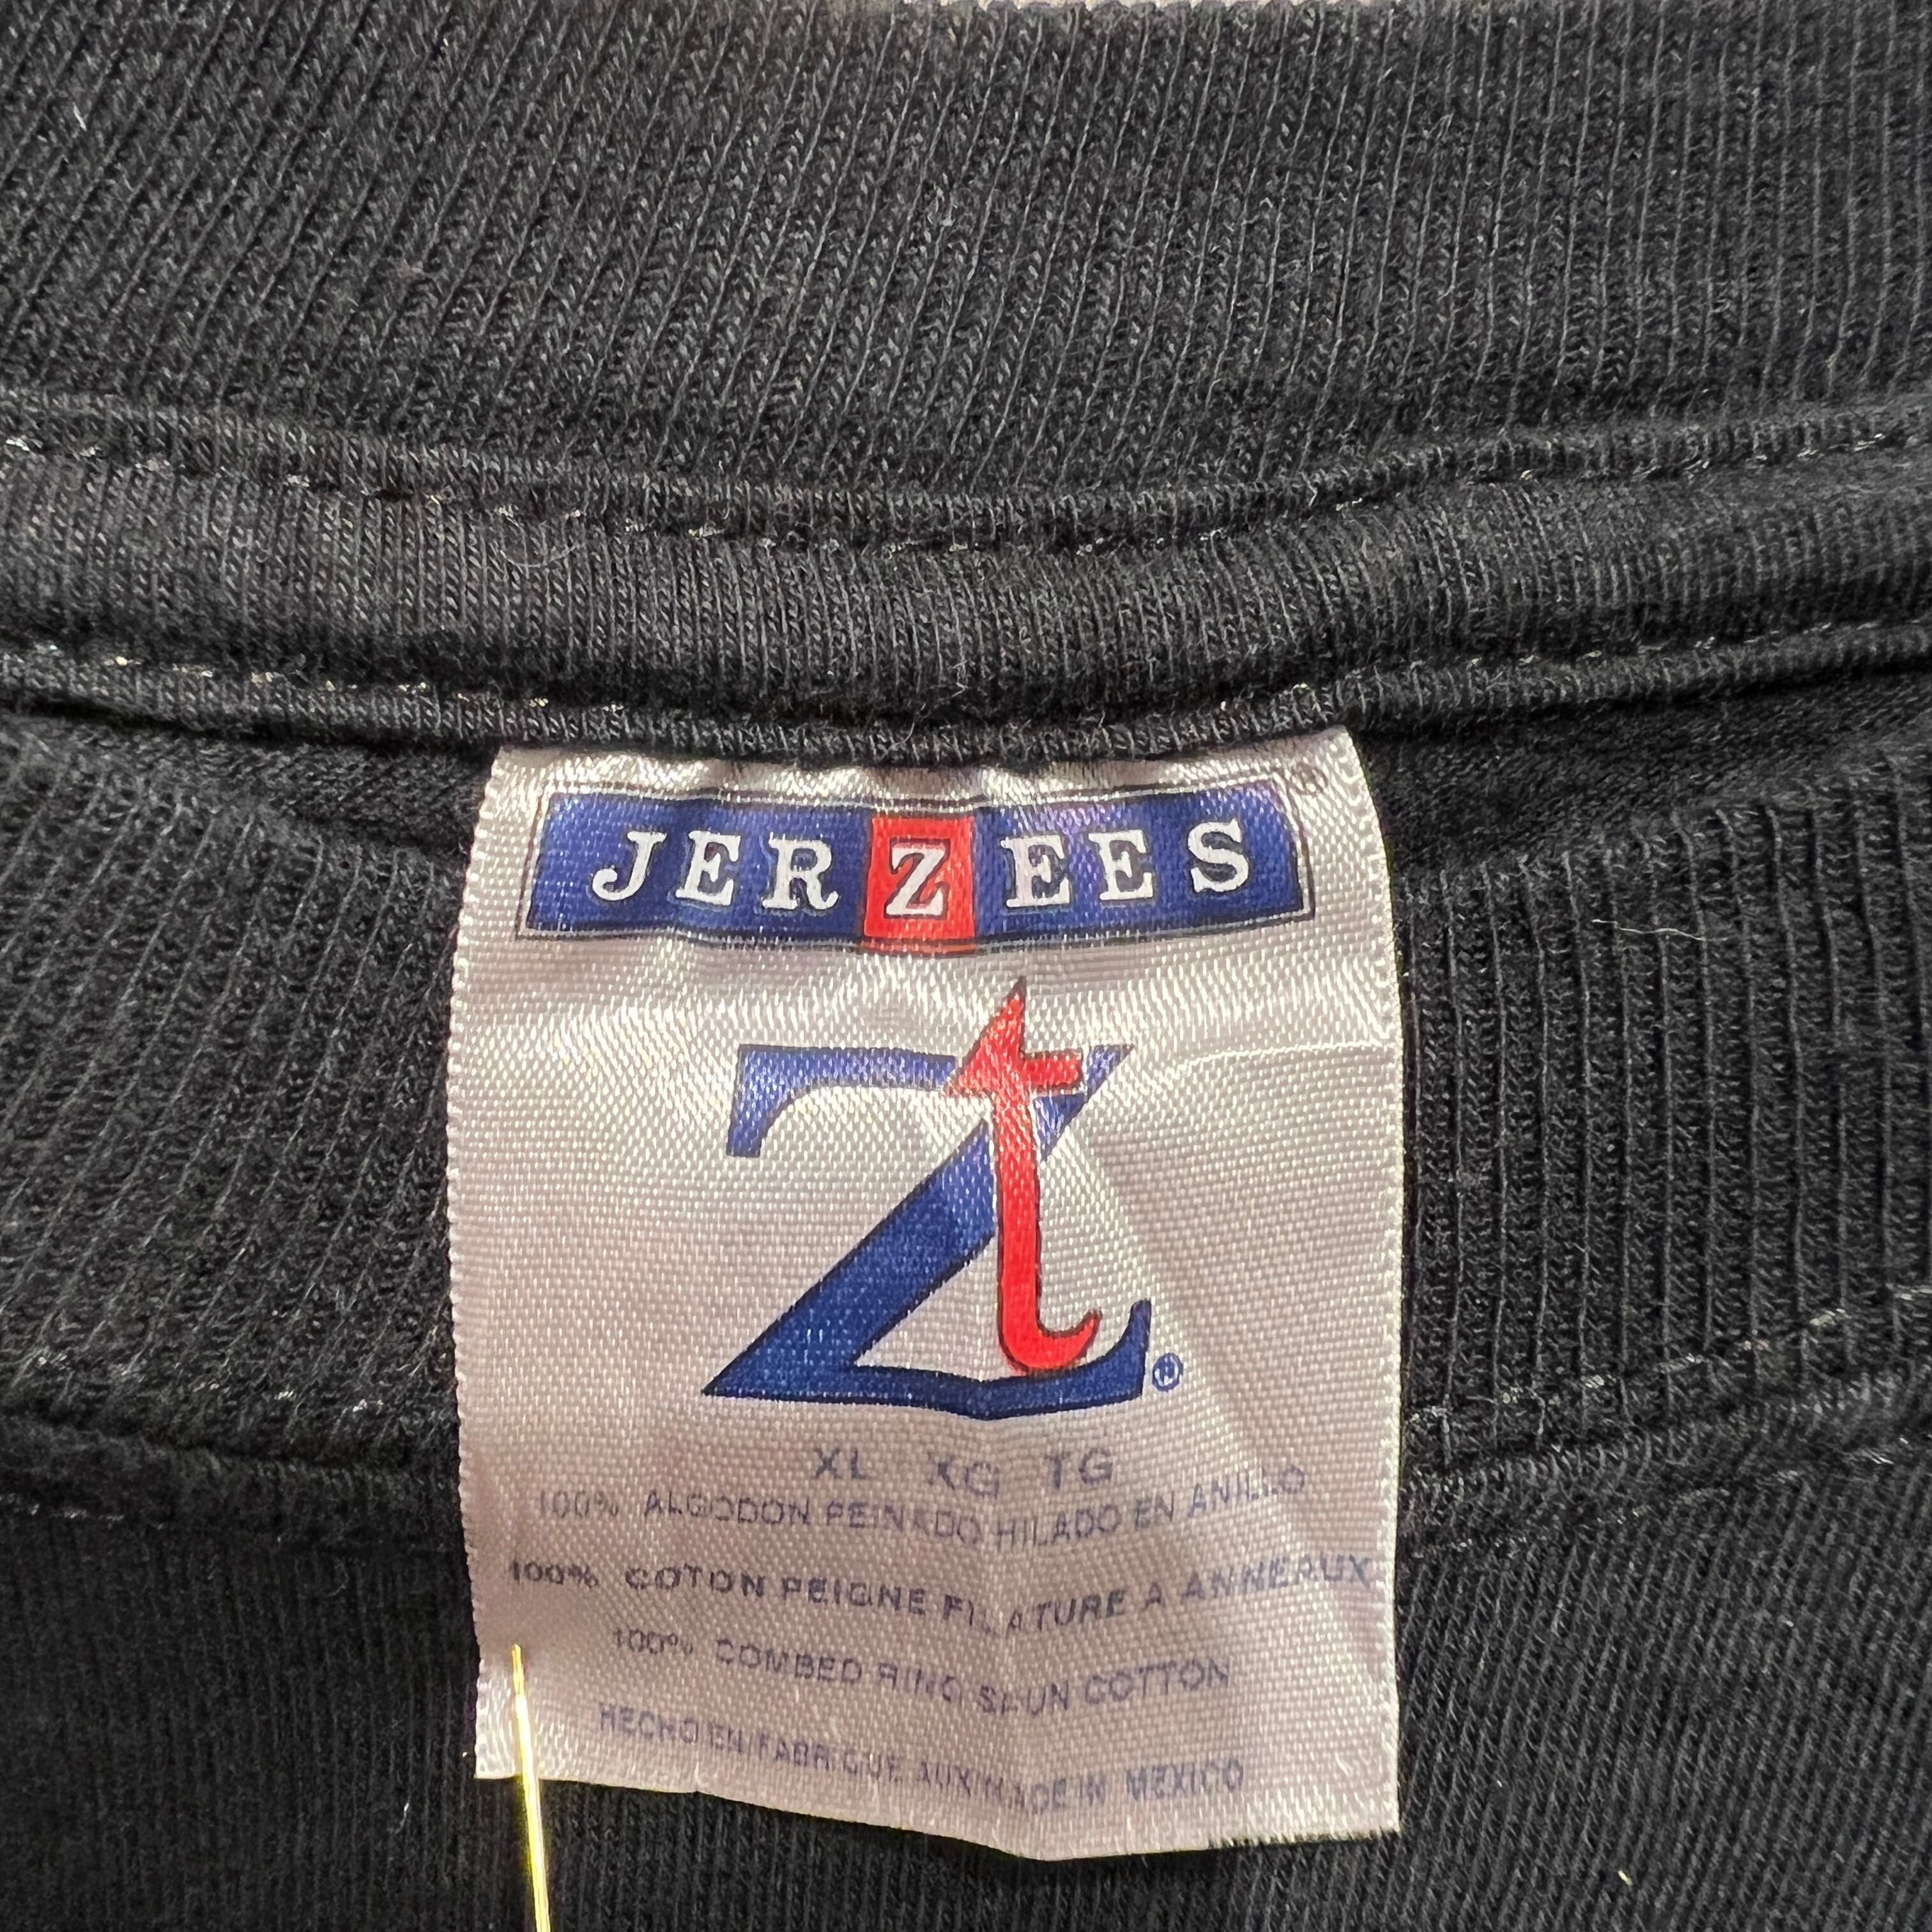 JERZEES®
Zt®
XL XG TG
100% ALGODON PEINADO HILADO EN ANILLO
100% COTON PEIGNE FILATURE A ANNEAUX
100% COMBED RING SPUN COTTON
HECHO EN/FABRIQUE AUX/MADE IN MEXICO